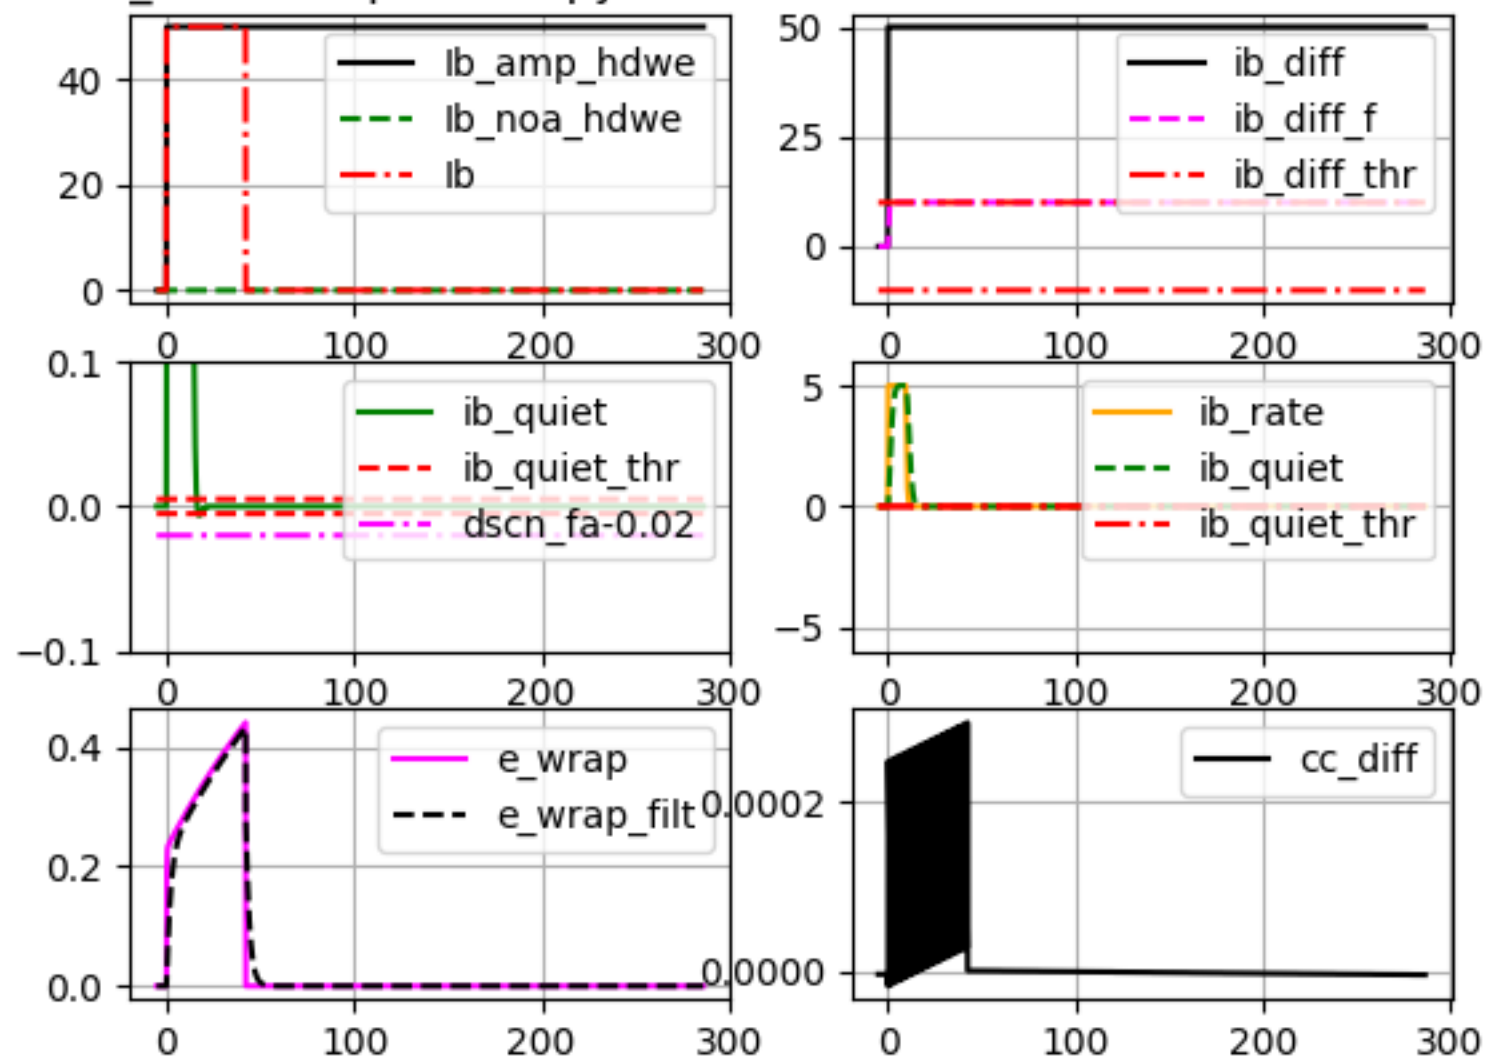 40
20
0
Ib_amp_hdwe
Ib_noa_hdwe
Ib
0 100 200 300
50
25
0
ib_diff
ib_diff_f
ib_diff_thr
0 100 200 300
0.1
0.0
−0.1
ib_quiet
ib_quiet_thr
dscn_fa-0.02
0 100 200 300
5
0
−5
ib_rate
ib_quiet
ib_quiet_thr
0 100 200 300
0.4
0.2
0.0
e_wrap
e_wrap_filt
0 100 200 300
0.0002
0.0000
cc_diff
0 100 200 300